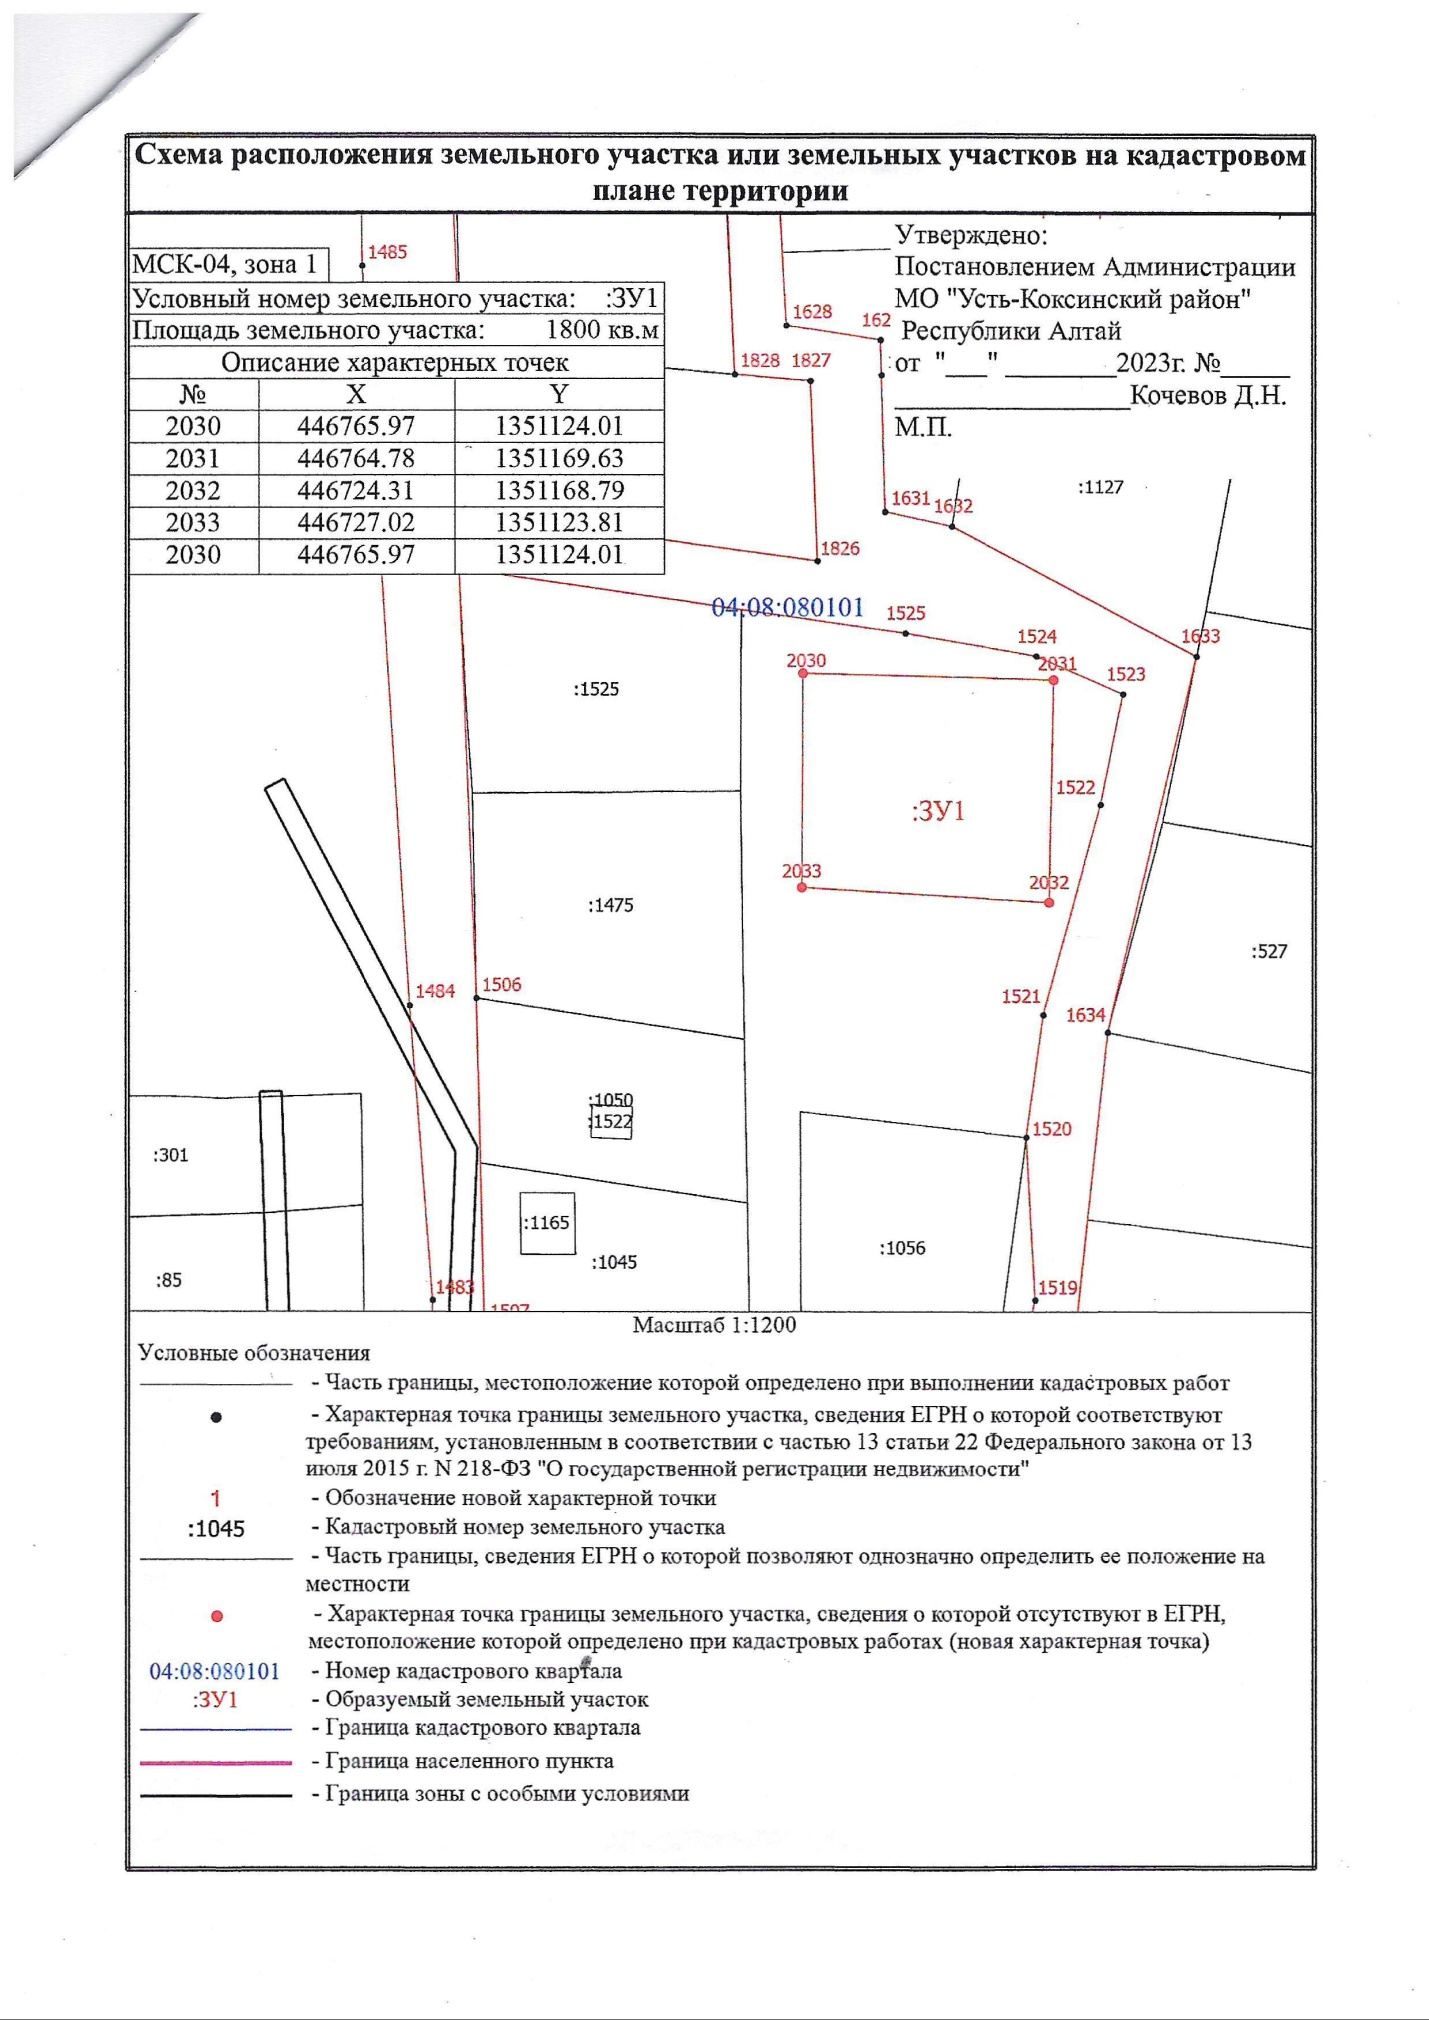 Схема расположения земельного участка или земельных участков на кадастровом
плане территории
МСК-04, зона 1
Условный номер земельного участка: :ЗУ1
Площадь земельного участка: 1800 кв.м
Описание характерных точек
№ X Y
2030 446765.97 1351124.01
2031 446764.78 1351169.63
2032 446724.31 1351168.79
2033 446727.02 1351123.81
2030 446765.97 1351124.01
Утверждено:
Постановлением Администрации
МО "Усть-Коксинский район"
Республики Алтай
от "___" ________2023г. №_____
_________________Кочевов Д.Н.
М.П.
1485
1628
162
1828 1827
:1127
1631
1632
1826
04:08:080101
1525
1524
1633
2030
2031
1523
:1525
1522
:ЗУ1
2033
2032
:1475
:527
1484
1506
1521
1634
:1050
:1522
1520
:301
:1165
:1045
:1056
:85
1483
1519
1507
Масштаб 1:1200
Условные обозначения
- Часть границы, местоположение которой определено при выполнении кадастровых работ
- Характерная точка границы земельного участка, сведения ЕГРН о которой соответствуют
требованиям, установленным в соответствии с частью 13 статьи 22 Федерального закона от 13
июля 2015 г. N 218-ФЗ "О государственной регистрации недвижимости"
1 - Обозначение новой характерной точки
:1045 - Кадастровый номер земельного участка
- Часть границы, сведения ЕГРН о которой позволяют однозначно определить ее положение на
местности
- Характерная точка границы земельного участка, сведения о которой отсутствуют в ЕГРН,
местоположение которой определено при кадастровых работах (новая характерная точка)
04:08:080101 - Номер кадастрового квартала
:ЗУ1 - Образуемый земельный участок
- Граница кадастрового квартала
- Граница населенного пункта
- Граница зоны с особыми условиями